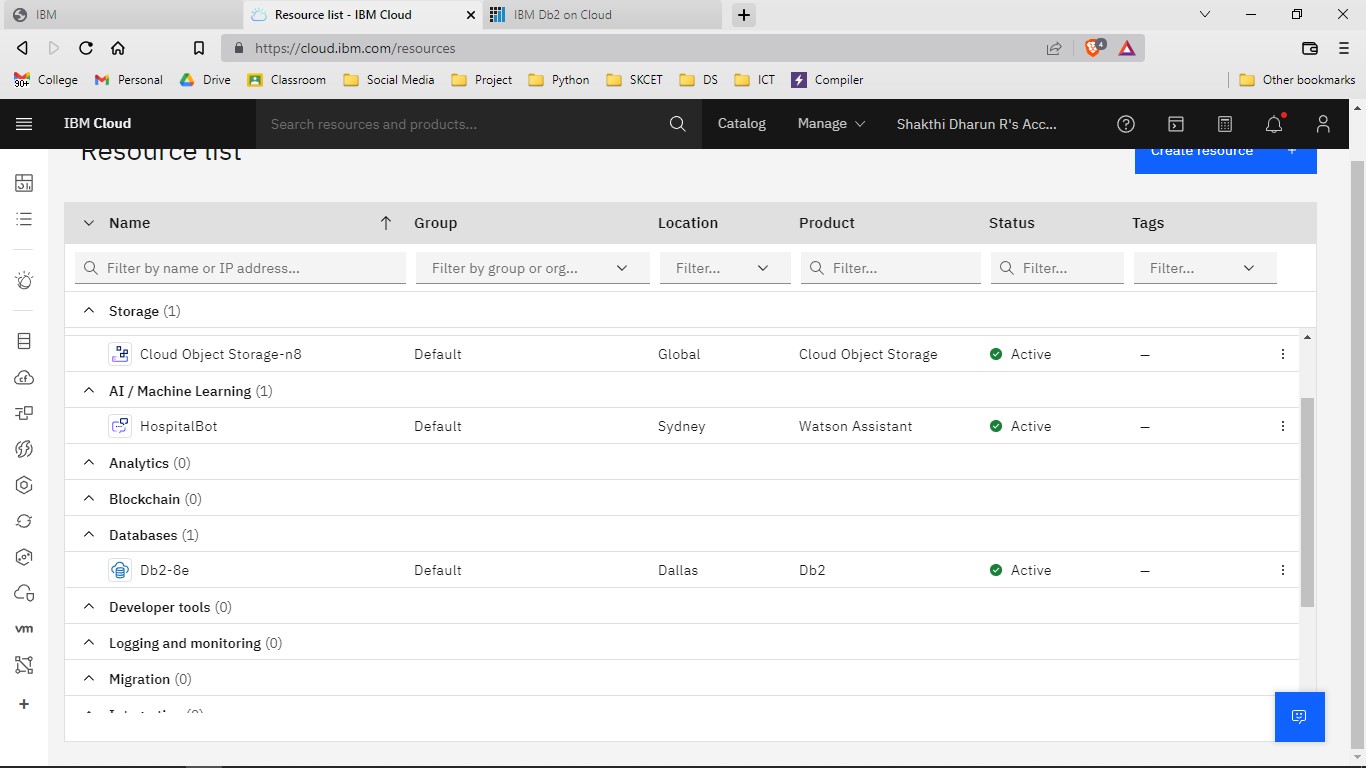 IBM
Resource list - IBM Cloud
IBM Db2 on Cloud
https://cloud.ibm.com/resources
4
90+ College
Personal
Drive
Classroom
Social Media
Project
Python
SKCET
DS
ICT
Compiler
Other bookmarks
IBM Cloud
Search resources and products...
Catalog
Manage
Shakthi Dharun R's Acc...
Resource list
Create resource +
Name
Group
Location
Product
Status
Tags
Filter by name or IP address...
Filter by group or org...
Filter...
Filter...
Filter...
Filter...
Storage (1)
Cloud Object Storage-n8 Default Global Cloud Object Storage Active –
AI / Machine Learning (1)
HospitalBot Default Sydney Watson Assistant Active –
Analytics (0)
Blockchain (0)
Databases (1)
Db2-8e Default Dallas Db2 Active –
Developer tools (0)
Logging and monitoring (0)
Migration (0)
vm